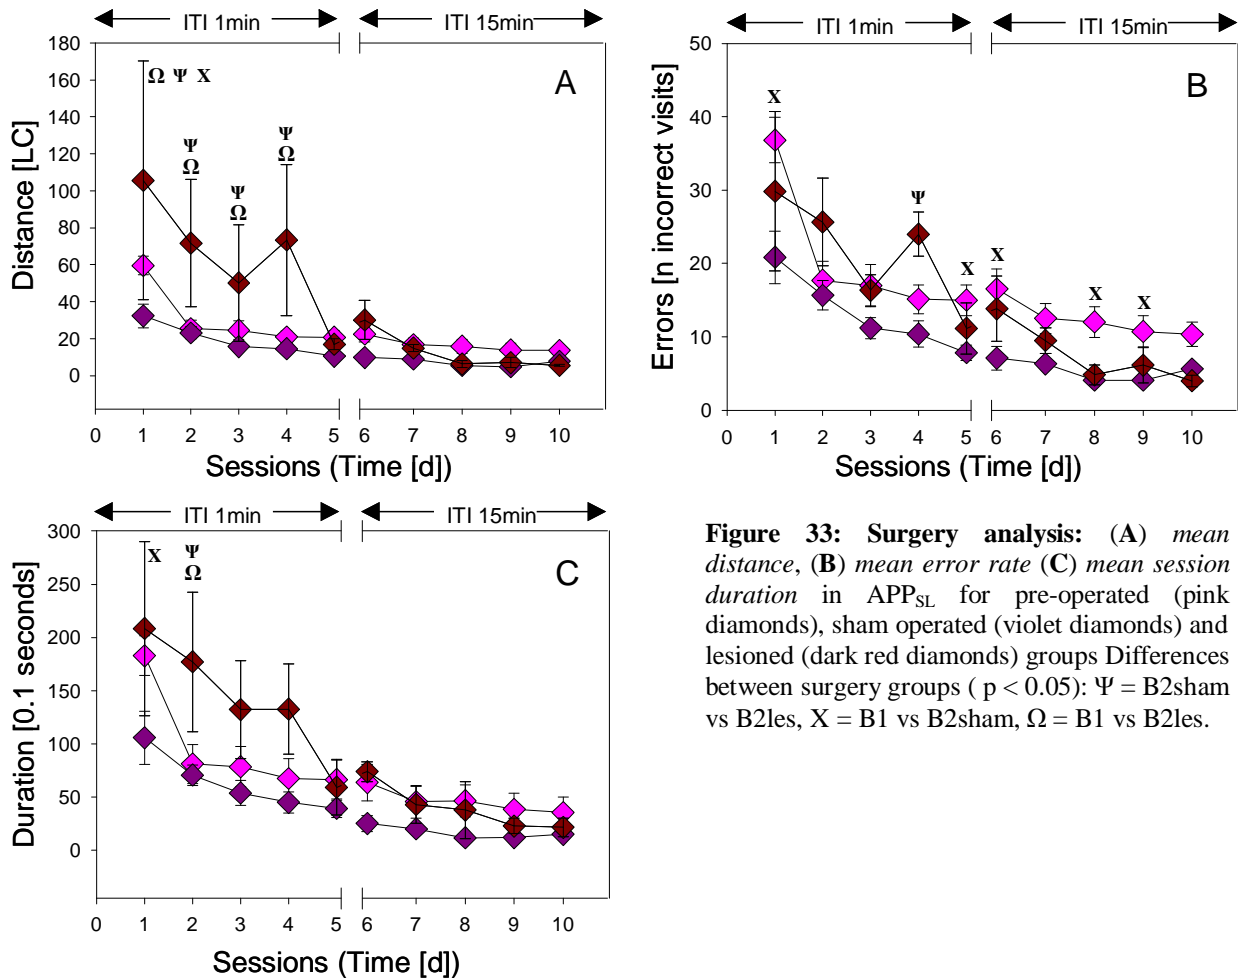 ITI 1min ITI 15min
A
Distance [LC]
180
160
140
120
100
80
60
40
20
0
Ω Ψ X
Ψ
Ω
Ψ
Ω
Ψ
Ω
0 1 2 3 4 5 6 7 8 9 10
Sessions (Time [d])
ITI 1min ITI 15min
B
Errors [n incorrect visits]
50
40
30
20
10
0
X
Ψ
X
X
X
X
0 1 2 3 4 5 6 7 8 9 10
Sessions (Time [d])
ITI 1min ITI 15min
C
Duration [0.1 seconds]
300
250
200
150
100
50
0
X
Ψ
Ω
0 1 2 3 4 5 6 7 8 9 10
Sessions (Time [d])
Figure 33: Surgery analysis: (A) mean
distance, (B) mean error rate (C) mean session
duration in APPSL for pre-operated (pink
diamonds), sham operated (violet diamonds) and
lesioned (dark red diamonds) groups Differences
between surgery groups ( p < 0.05): Ψ = B2sham
vs B2les, X = B1 vs B2sham, Ω = B1 vs B2les.